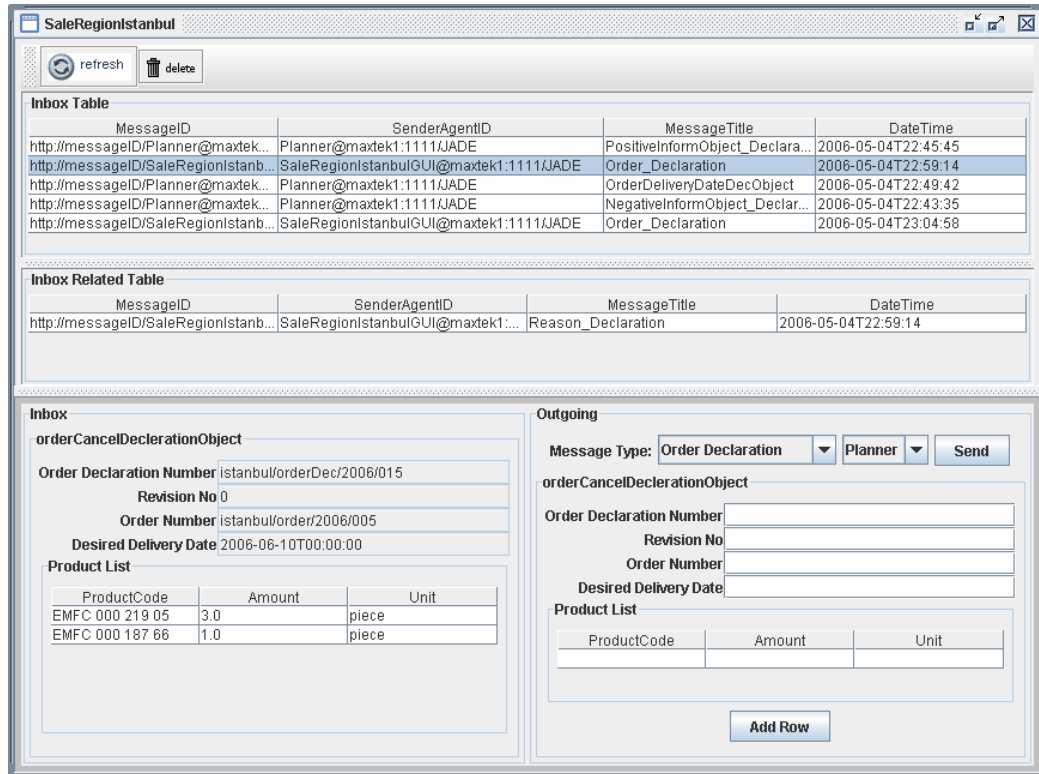 SaleRegionIstanbul
refresh delete
Inbox Table
MessageID SenderAgentID MessageTitle DateTime
http://messageID/Planner@maxtek... Planner@maxtek1:1111/JADE PositiveInformObject_Declara... 2006-05-04T22:45:45
http://messageID/SaleRegionIstanb... SaleRegionIstanbulGUI@maxtek1:1111/JADE Order_Declaration 2006-05-04T22:59:14
http://messageID/Planner@maxtek... Planner@maxtek1:1111/JADE OrderDeliveryDateDecObject 2006-05-04T22:49:42
http://messageID/Planner@maxtek... Planner@maxtek1:1111/JADE NegativeInformObject_Declar... 2006-05-04T22:43:35
http://messageID/SaleRegionIstanb... SaleRegionIstanbulGUI@maxtek1:1111/JADE Order_Declaration 2006-05-04T23:04:58
Inbox Related Table
MessageID SenderAgentID MessageTitle DateTime
http://messageID/SaleRegionIstanb... SaleRegionIstanbulGUI@maxtek1:... Reason_Declaration 2006-05-04T22:59:14
Inbox
orderCancelDeclerationObject
Order Declaration Number istanbul/orderDec/2006/015
Revision No 0
Order Number istanbul/order/2006/005
Desired Delivery Date 2006-06-10T00:00:00
Product List
ProductCode Amount Unit
EMFC 000 219 05 3.0 piece
EMFC 000 187 66 1.0 piece
Outgoing
Message Type: Order Declaration Planner Send
orderCancelDeclerationObject
Order Declaration Number
Revision No
Order Number
Desired Delivery Date
Product List
ProductCode Amount Unit
Add Row